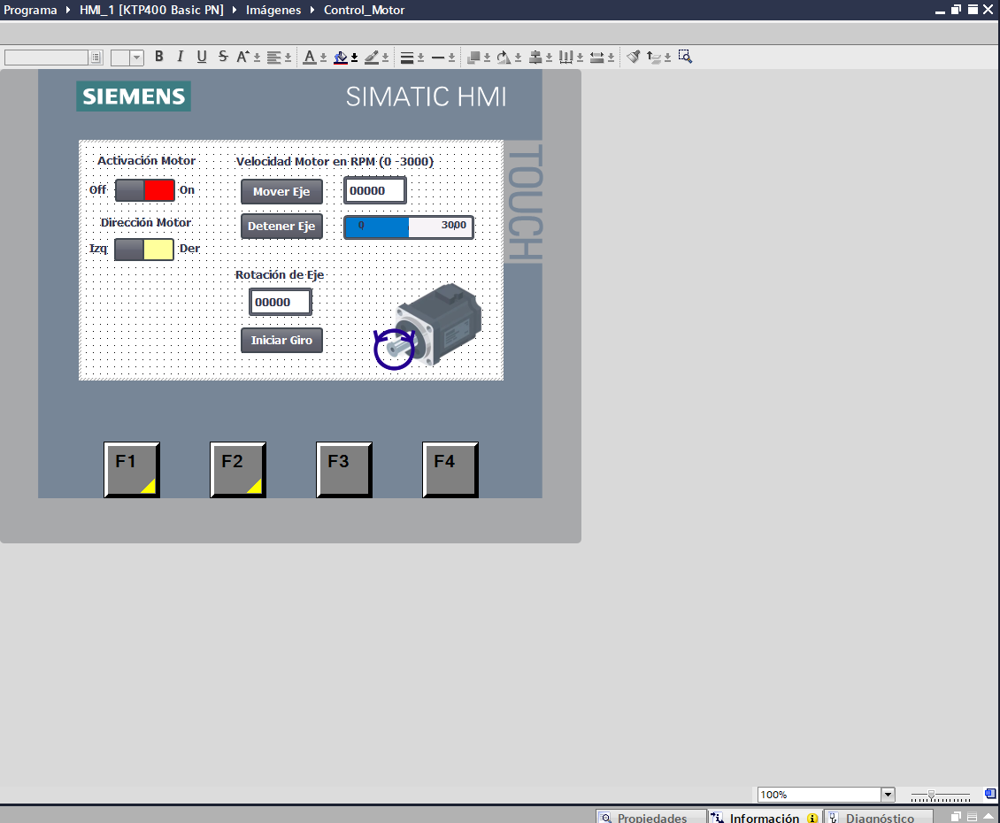 Programa ▸ HMI_1 [KTP400 Basic PN] ▸ Imágenes ▸ Control_Motor
B I U S A A
SIEMENS
SIMATIC HMI
TOUCH
Activación Motor
Off On
Dirección Motor
Izq Der
Velocidad Motor en RPM (0 -3000)
Mover Eje 00000
Detener Eje 0 3000
Rotación de Eje
00000
Iniciar Giro
F1 F2 F3 F4
100%
Propiedades Información Diagnóstico